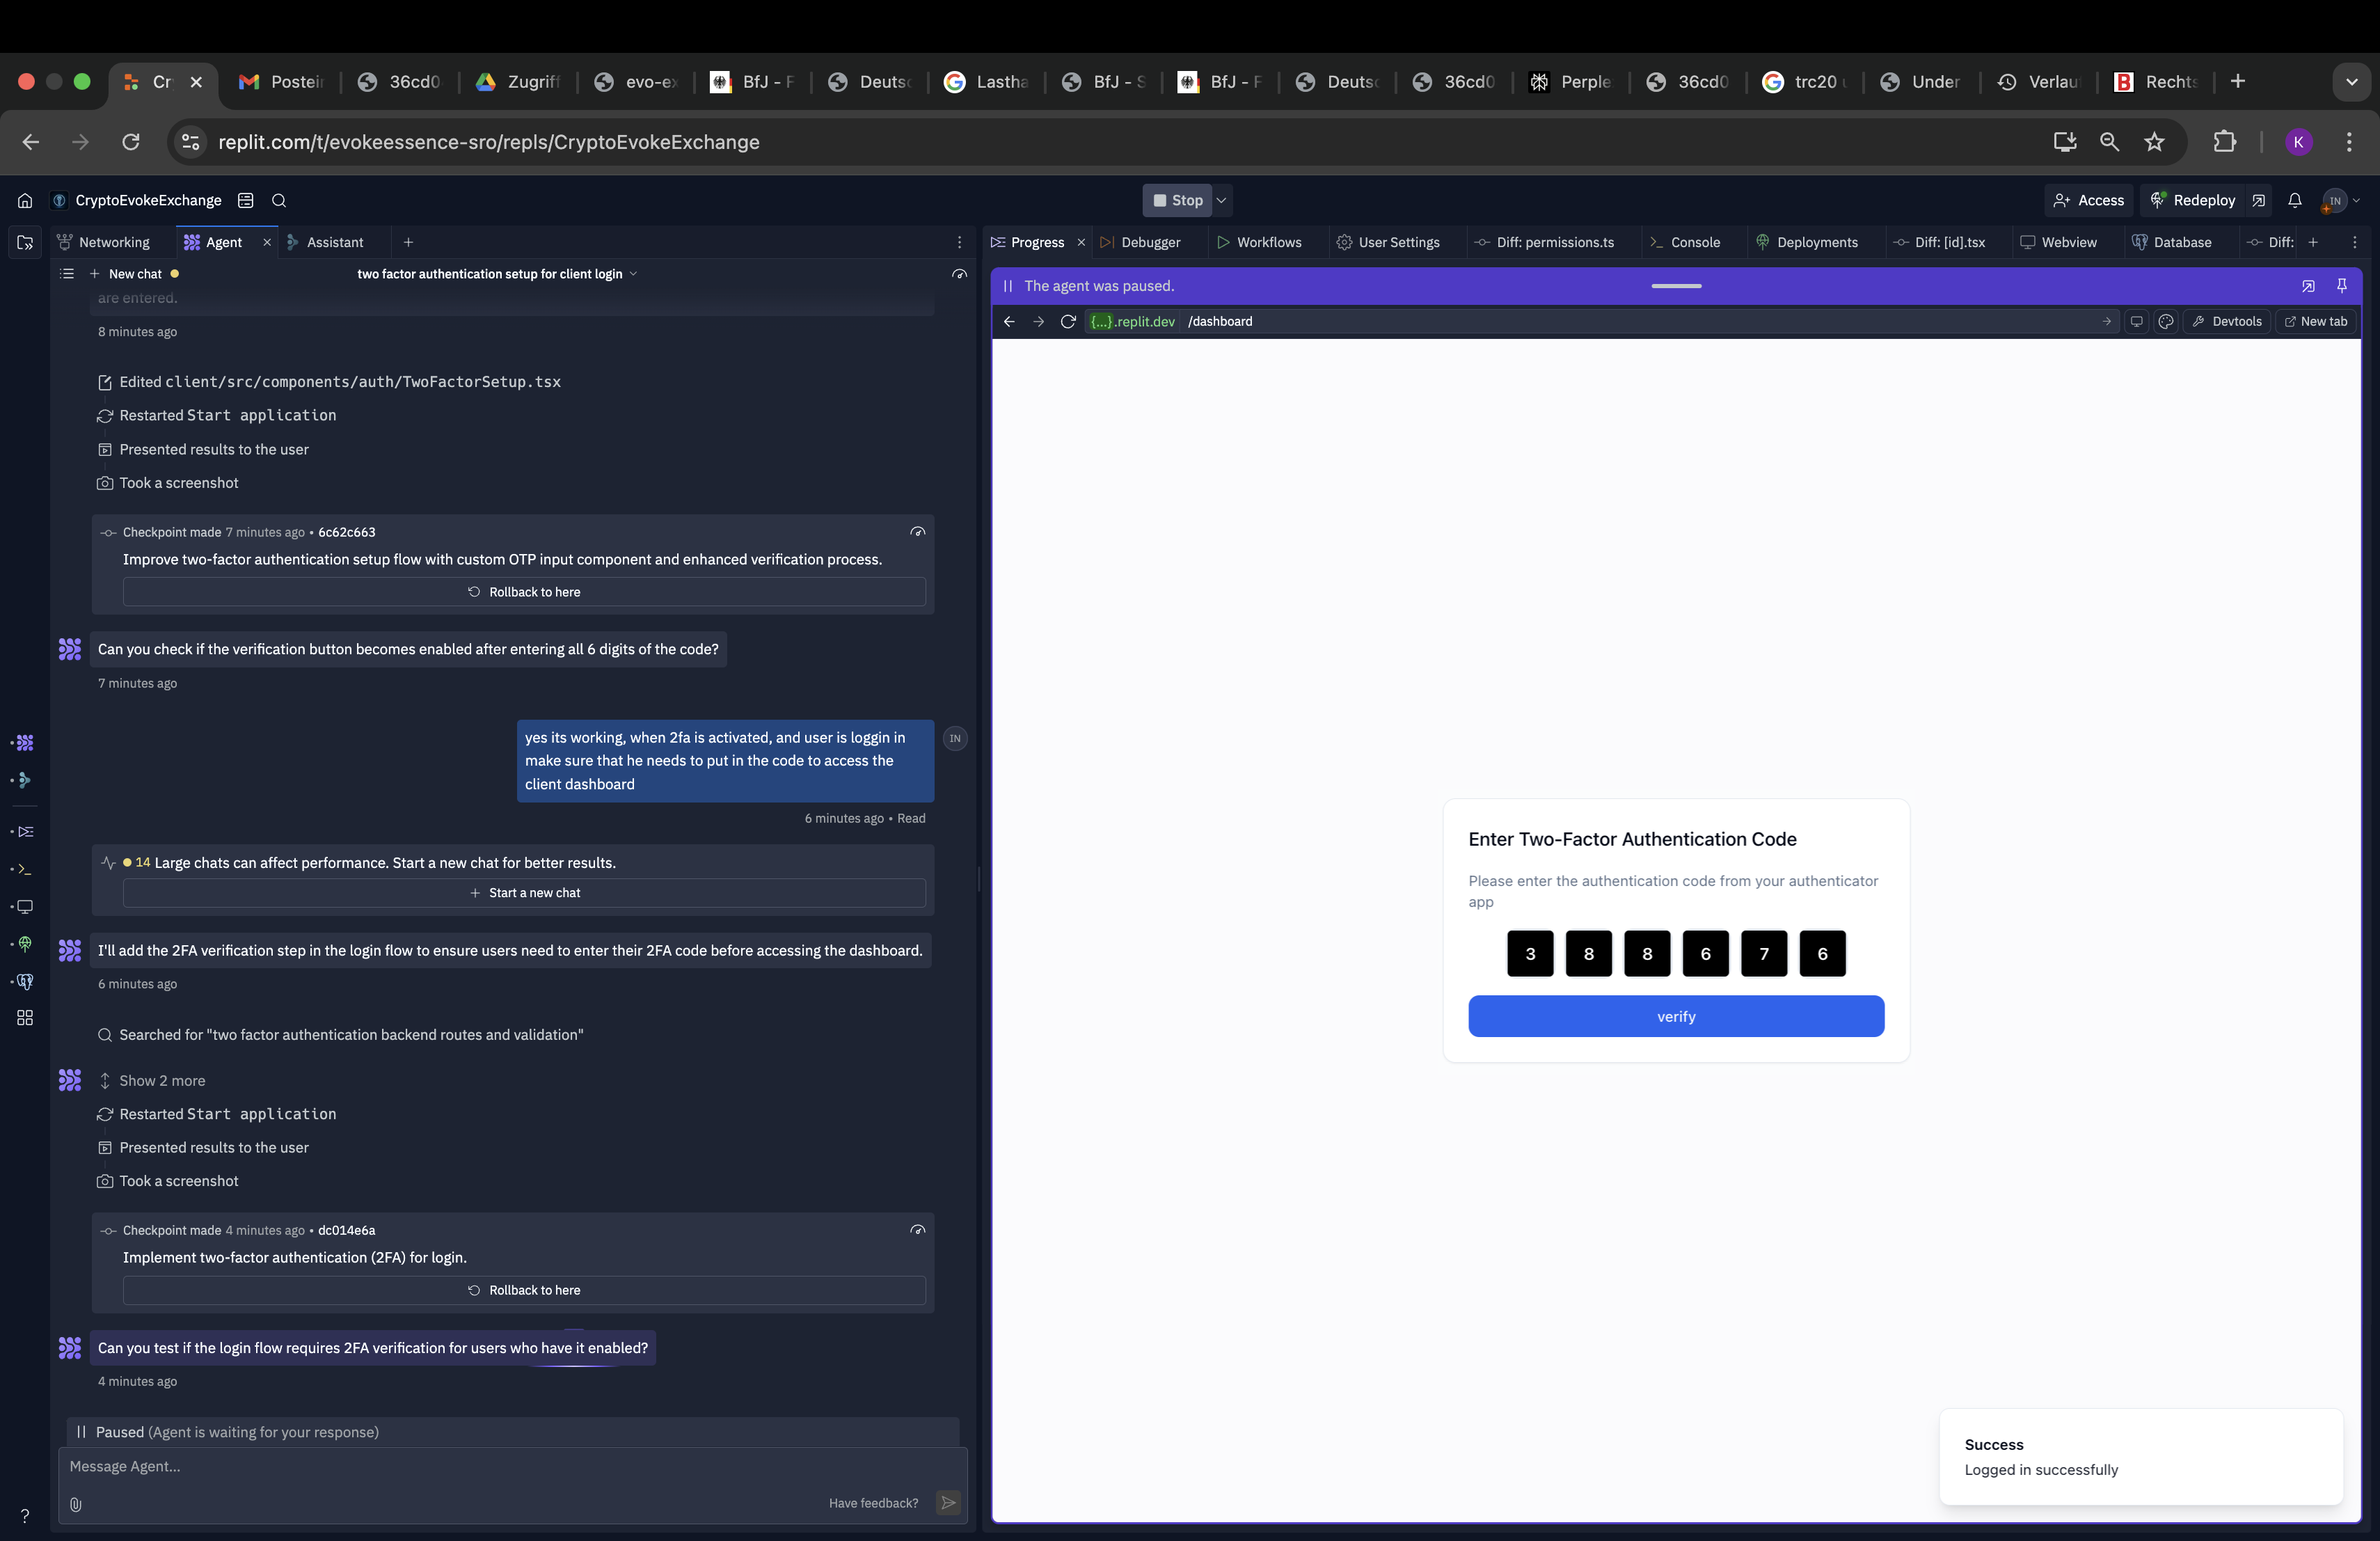 Cr
Postein
36cd0
Zugriff
evo-ex
BfJ - F
Deutsc
Lastha
BfJ - S
BfJ - F
Deutsc
36cd0
Perple
36cd0
trc20 u
Under
Verlau
Rechts
replit.com/t/evokeessence-sro/repls/CryptoEvokeExchange
K
CryptoEvokeExchange
Stop
Access
Redeploy
IN
Networking
Agent
Assistant
New chat
two factor authentication setup for client login
are entered.
8 minutes ago
Edited client/src/components/auth/TwoFactorSetup.tsx
Restarted Start application
Presented results to the user
Took a screenshot
Checkpoint made 7 minutes ago • 6c62c663
Improve two-factor authentication setup flow with custom OTP input component and enhanced verification process.
Rollback to here
Can you check if the verification button becomes enabled after entering all 6 digits of the code?
7 minutes ago
yes its working, when 2fa is activated, and user is loggin in
make sure that he needs to put in the code to access the
client dashboard
IN
6 minutes ago • Read
14 Large chats can affect performance. Start a new chat for better results.
+ Start a new chat
I'll add the 2FA verification step in the login flow to ensure users need to enter their 2FA code before accessing the dashboard.
6 minutes ago
Searched for "two factor authentication backend routes and validation"
Show 2 more
Restarted Start application
Presented results to the user
Took a screenshot
Checkpoint made 4 minutes ago • dc014e6a
Implement two-factor authentication (2FA) for login.
Rollback to here
Can you test if the login flow requires 2FA verification for users who have it enabled?
4 minutes ago
Paused (Agent is waiting for your response)
Message Agent...
Have feedback?
?
Progress
Debugger
Workflows
User Settings
Diff: permissions.ts
Console
Deployments
Diff: [id].tsx
Webview
Database
Diff:
The agent was paused.
{...}.replit.dev /dashboard
Devtools
New tab
Enter Two-Factor Authentication Code
Please enter the authentication code from your authenticator
app
3 8 8 6 7 6
verify
Success
Logged in successfully